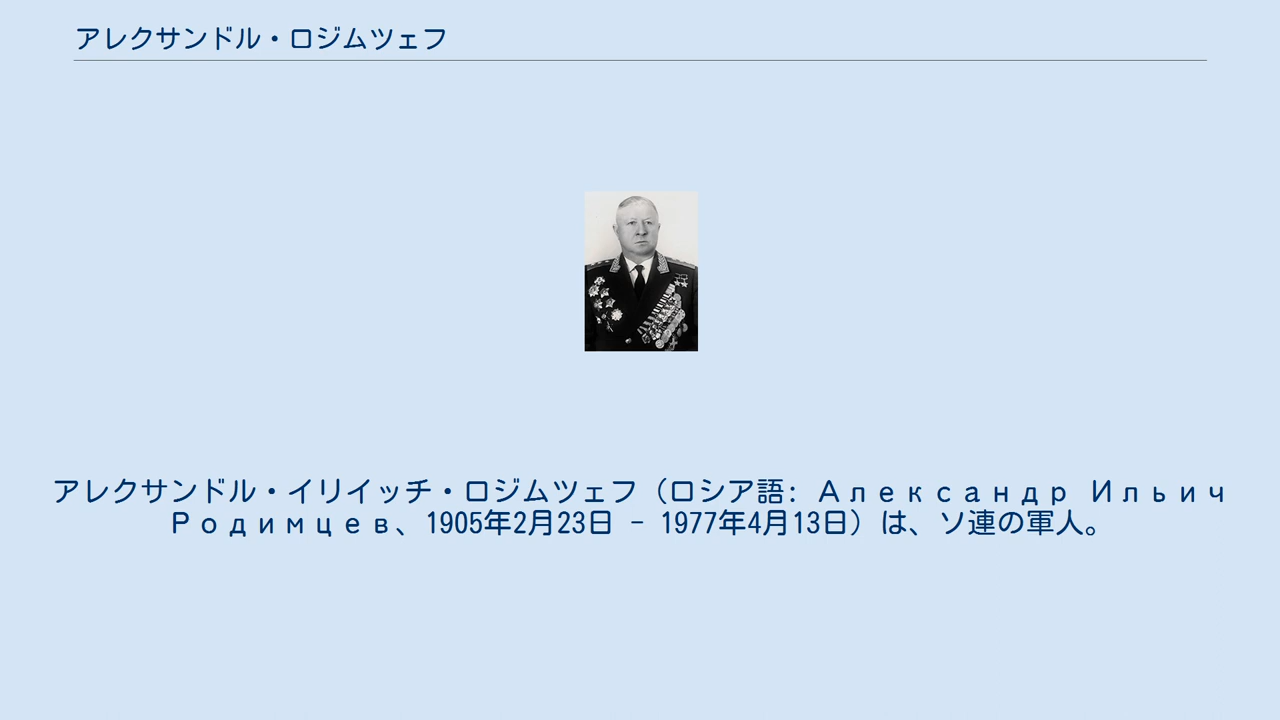 アレクサンドル・ロジムツェフ
アレクサンドル・イリイッチ・ロジムツェフ（ロシア語: Александр Ильич
Родимцев、1905年2月23日 - 1977年4月13日）は、ソ連の軍人。